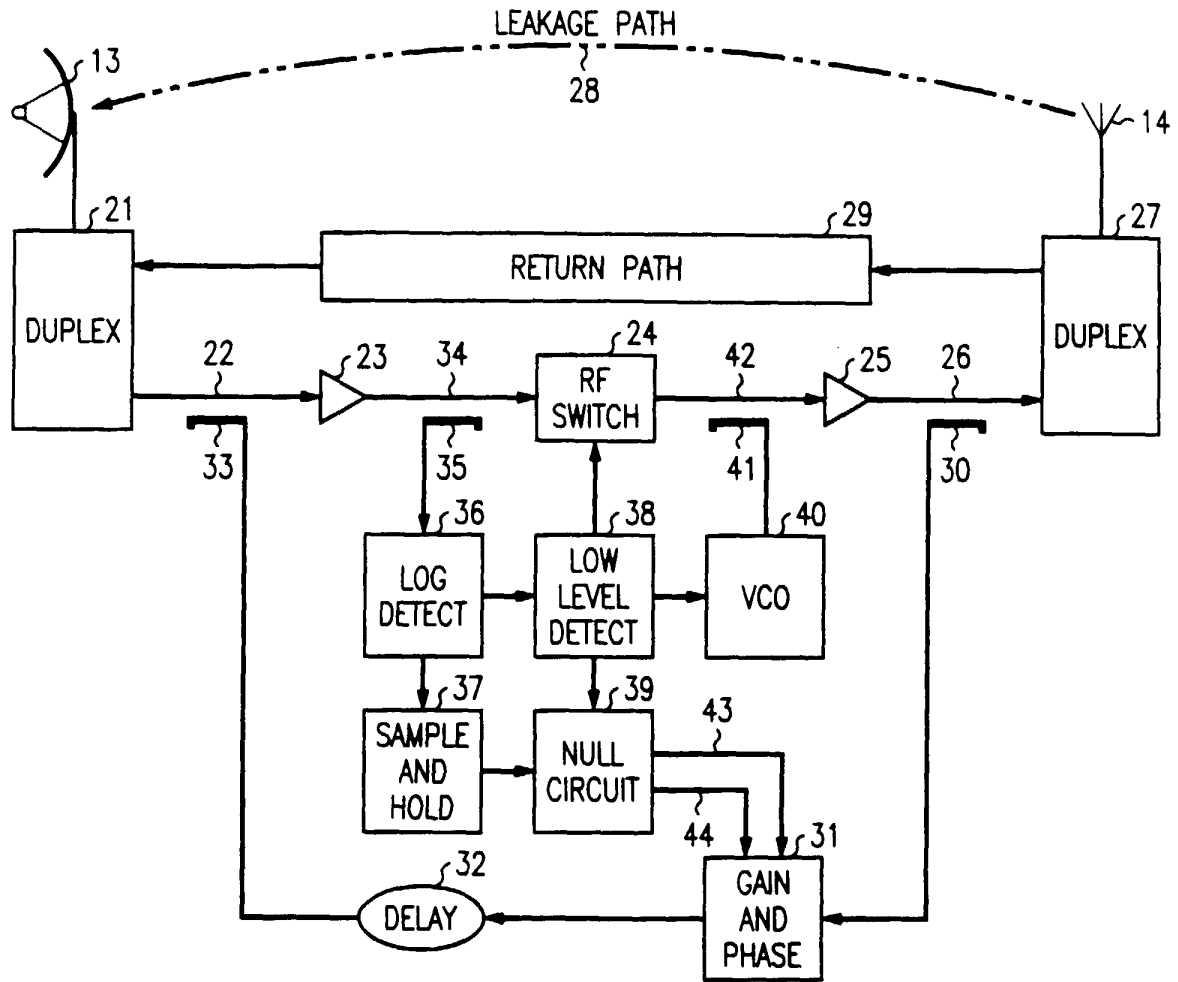 LEAKAGE PATH
13
28
14
21
29
27
RETURN PATH
DUPLEX
DUPLEX
22
23
34
24
42
25
26
RF
SWITCH
33
35
41
30
36
38
40
LOG
DETECT
LOW
LEVEL
DETECT
VCO
37
39
43
SAMPLE
AND
HOLD
NULL
CIRCUIT
44
31
32
DELAY
GAIN
AND
PHASE